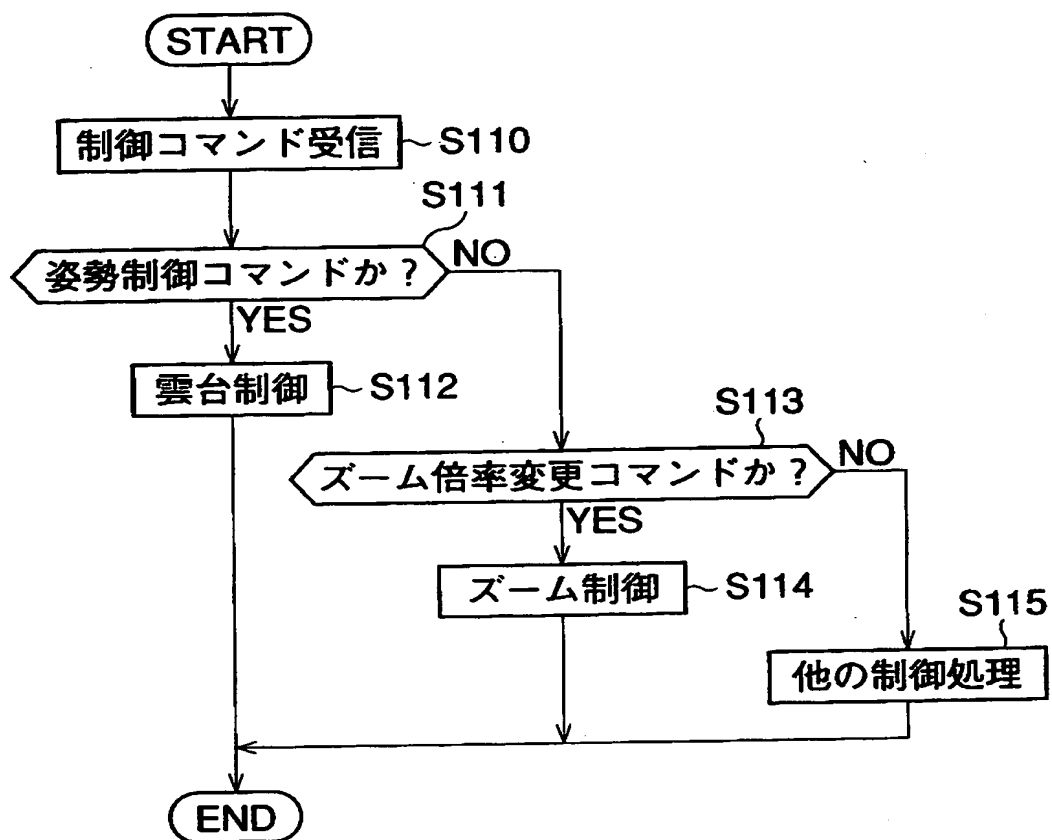 START
制御コマンド受信
S110
S111
姿勢制御コマンドか？
NO
YES
雲台制御
S112
S113
ズーム倍率変更コマンドか？
NO
YES
ズーム制御
S114
S115
他の制御処理
END